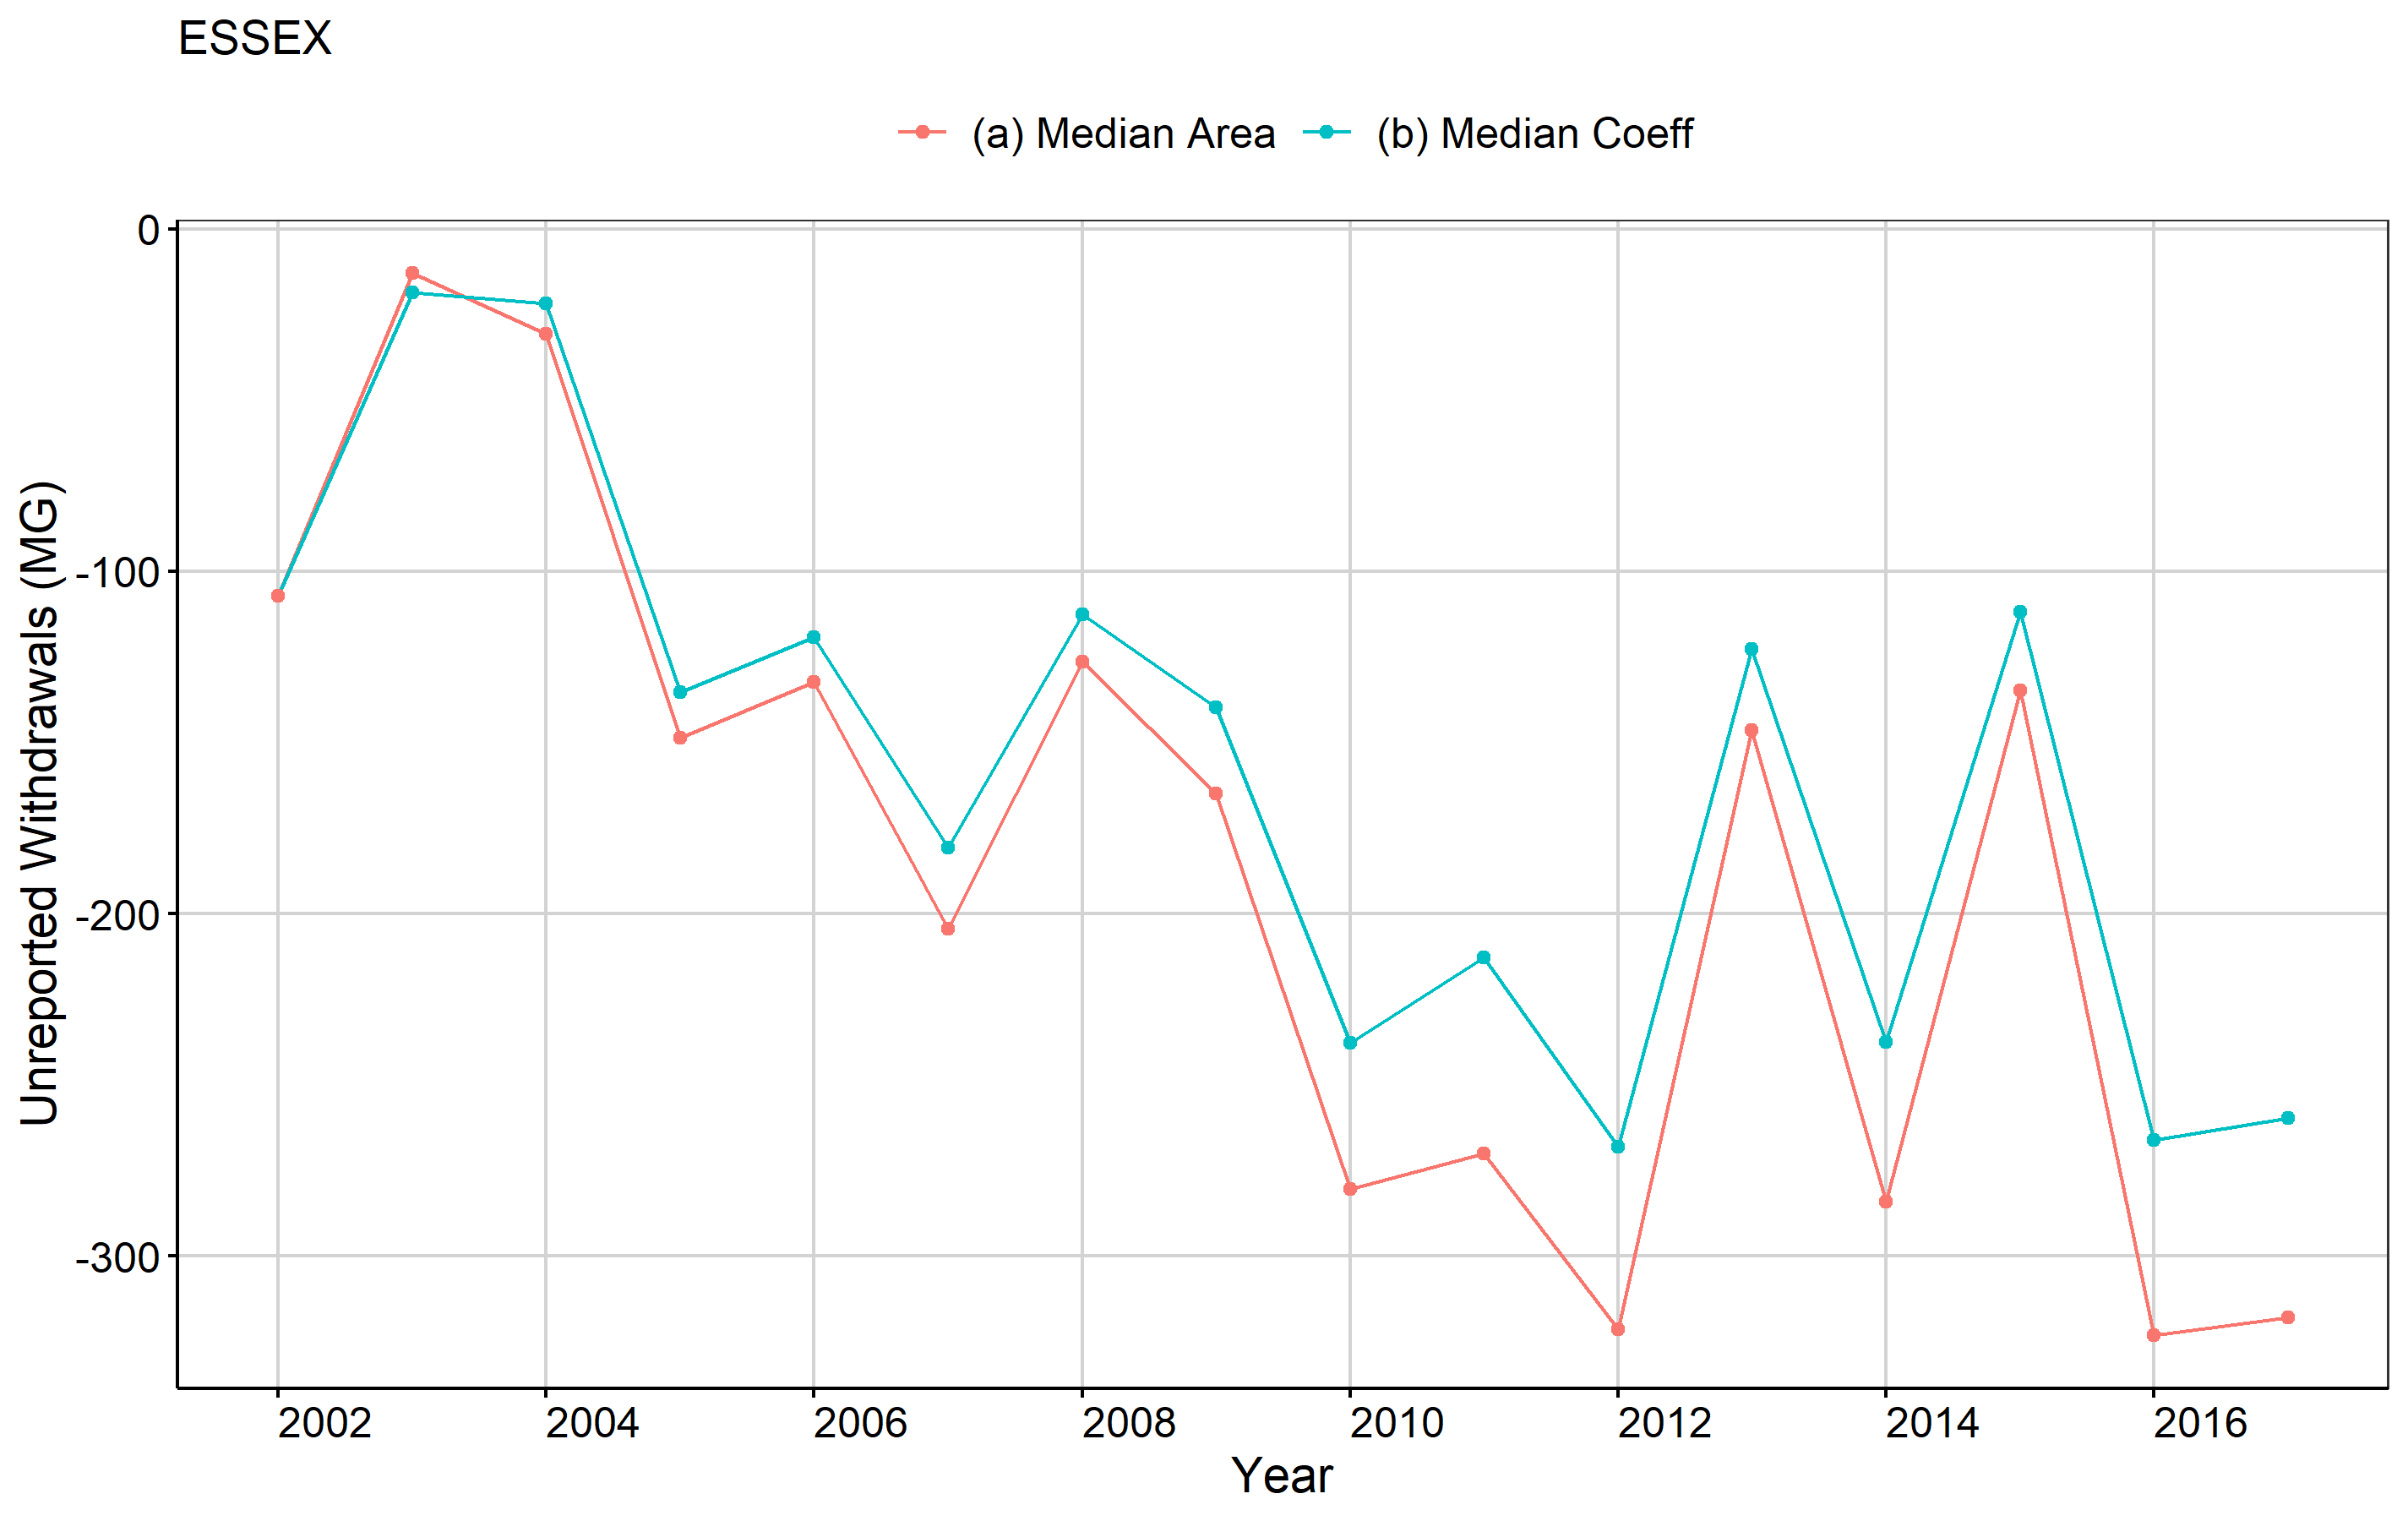 ESSEX
(a) Median Area (b) Median Coeff
Unreported Withdrawals (MG)
0
-100
-200
-300
2002 2004 2006 2008 2010 2012 2014 2016
Year